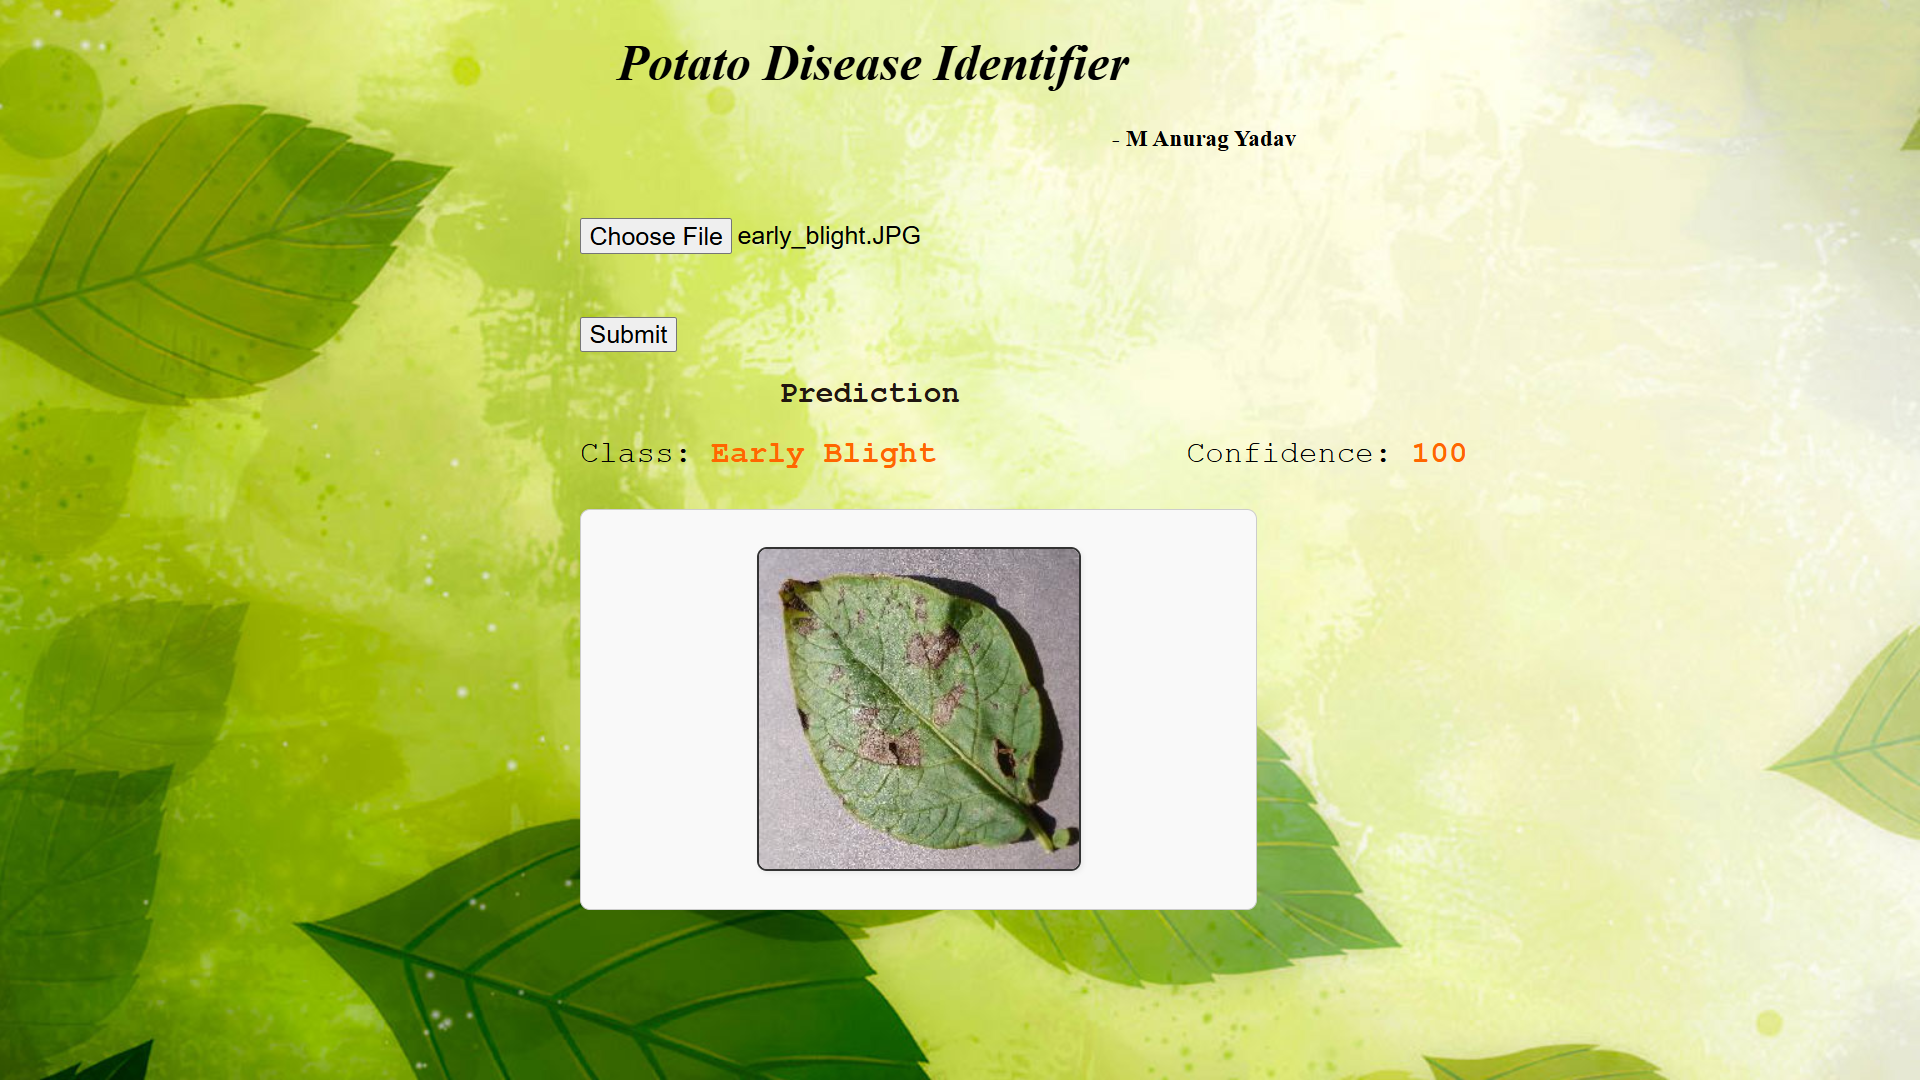 Potato Disease Identifier
- M Anurag Yadav
Choose File early_blight.JPG
Submit
Prediction
Class: Early Blight Confidence: 100